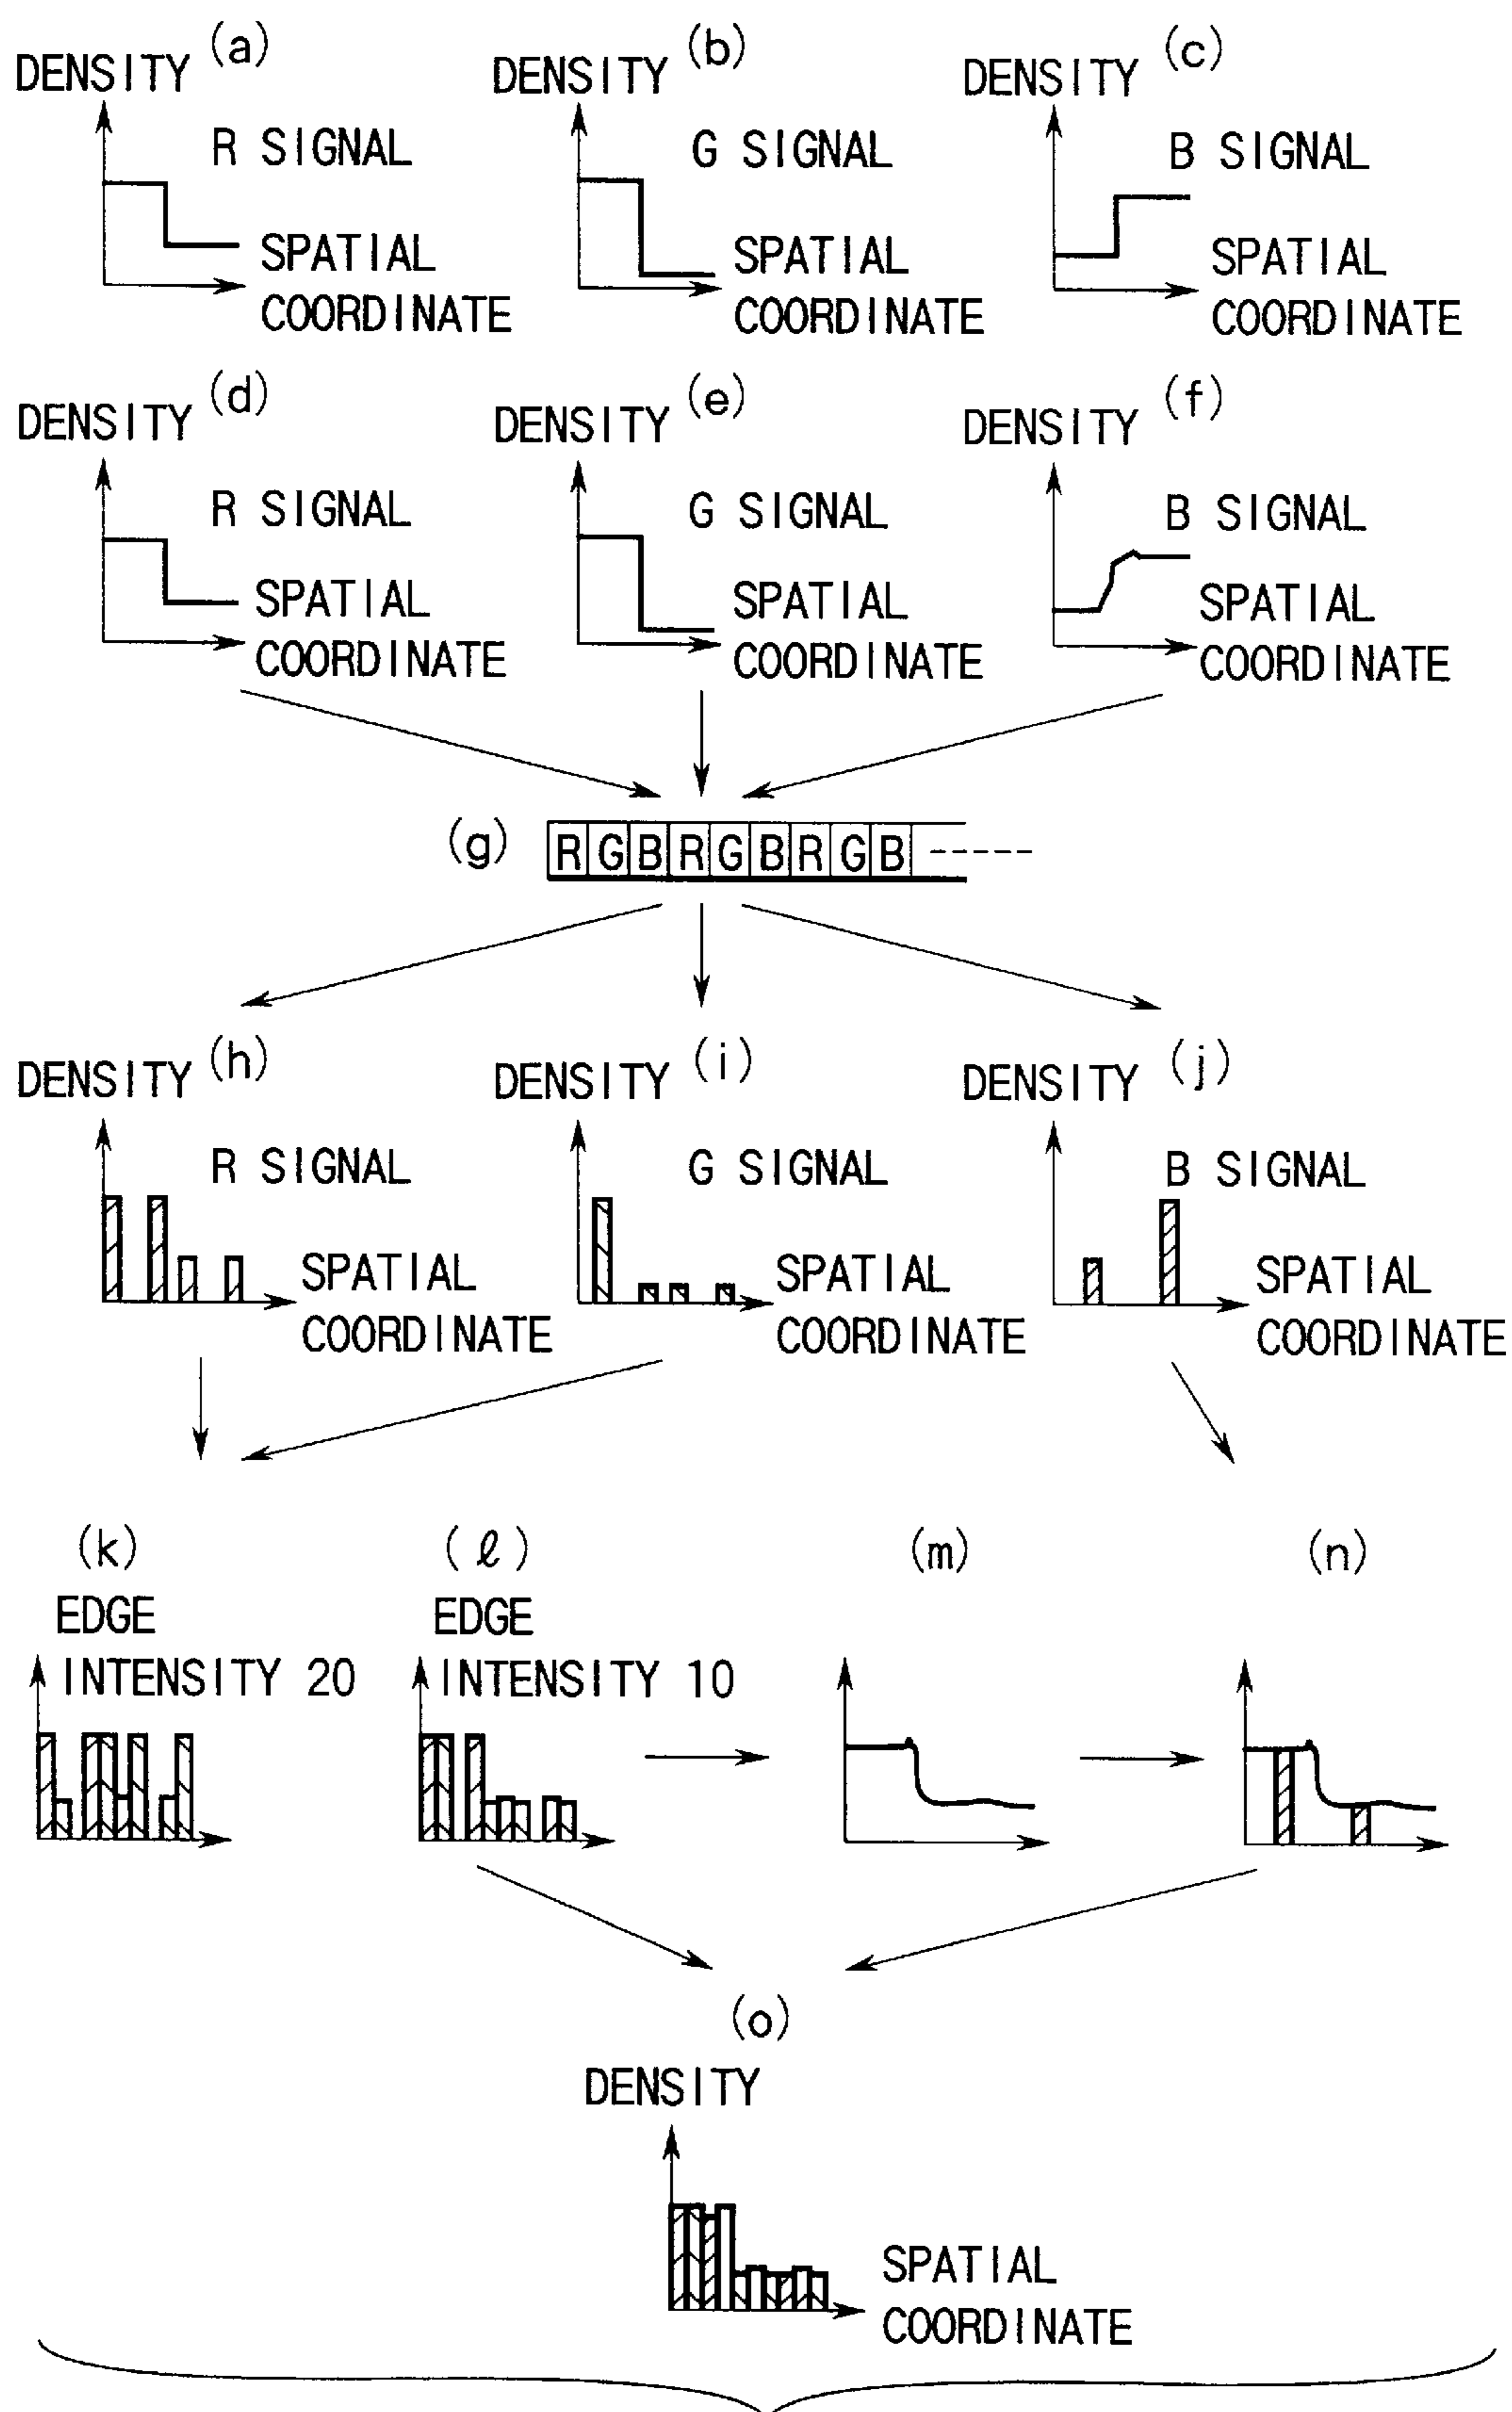 (a)
DENSITY
R SIGNAL
SPATIAL
COORDINATE
(b)
DENSITY
G SIGNAL
SPATIAL
COORDINATE
(c)
DENSITY
B SIGNAL
SPATIAL
COORDINATE
(d)
DENSITY
R SIGNAL
SPATIAL
COORDINATE
(e)
DENSITY
G SIGNAL
SPATIAL
COORDINATE
(f)
DENSITY
B SIGNAL
SPATIAL
COORDINATE
(g)
R G B R G B R G B -----
(h)
DENSITY
R SIGNAL
SPATIAL
COORDINATE
(i)
DENSITY
G SIGNAL
SPATIAL
COORDINATE
(j)
DENSITY
B SIGNAL
SPATIAL
COORDINATE
(k)
EDGE
INTENSITY 20
(ℓ)
EDGE
INTENSITY 10
(m)
(n)
(o)
DENSITY
SPATIAL
COORDINATE